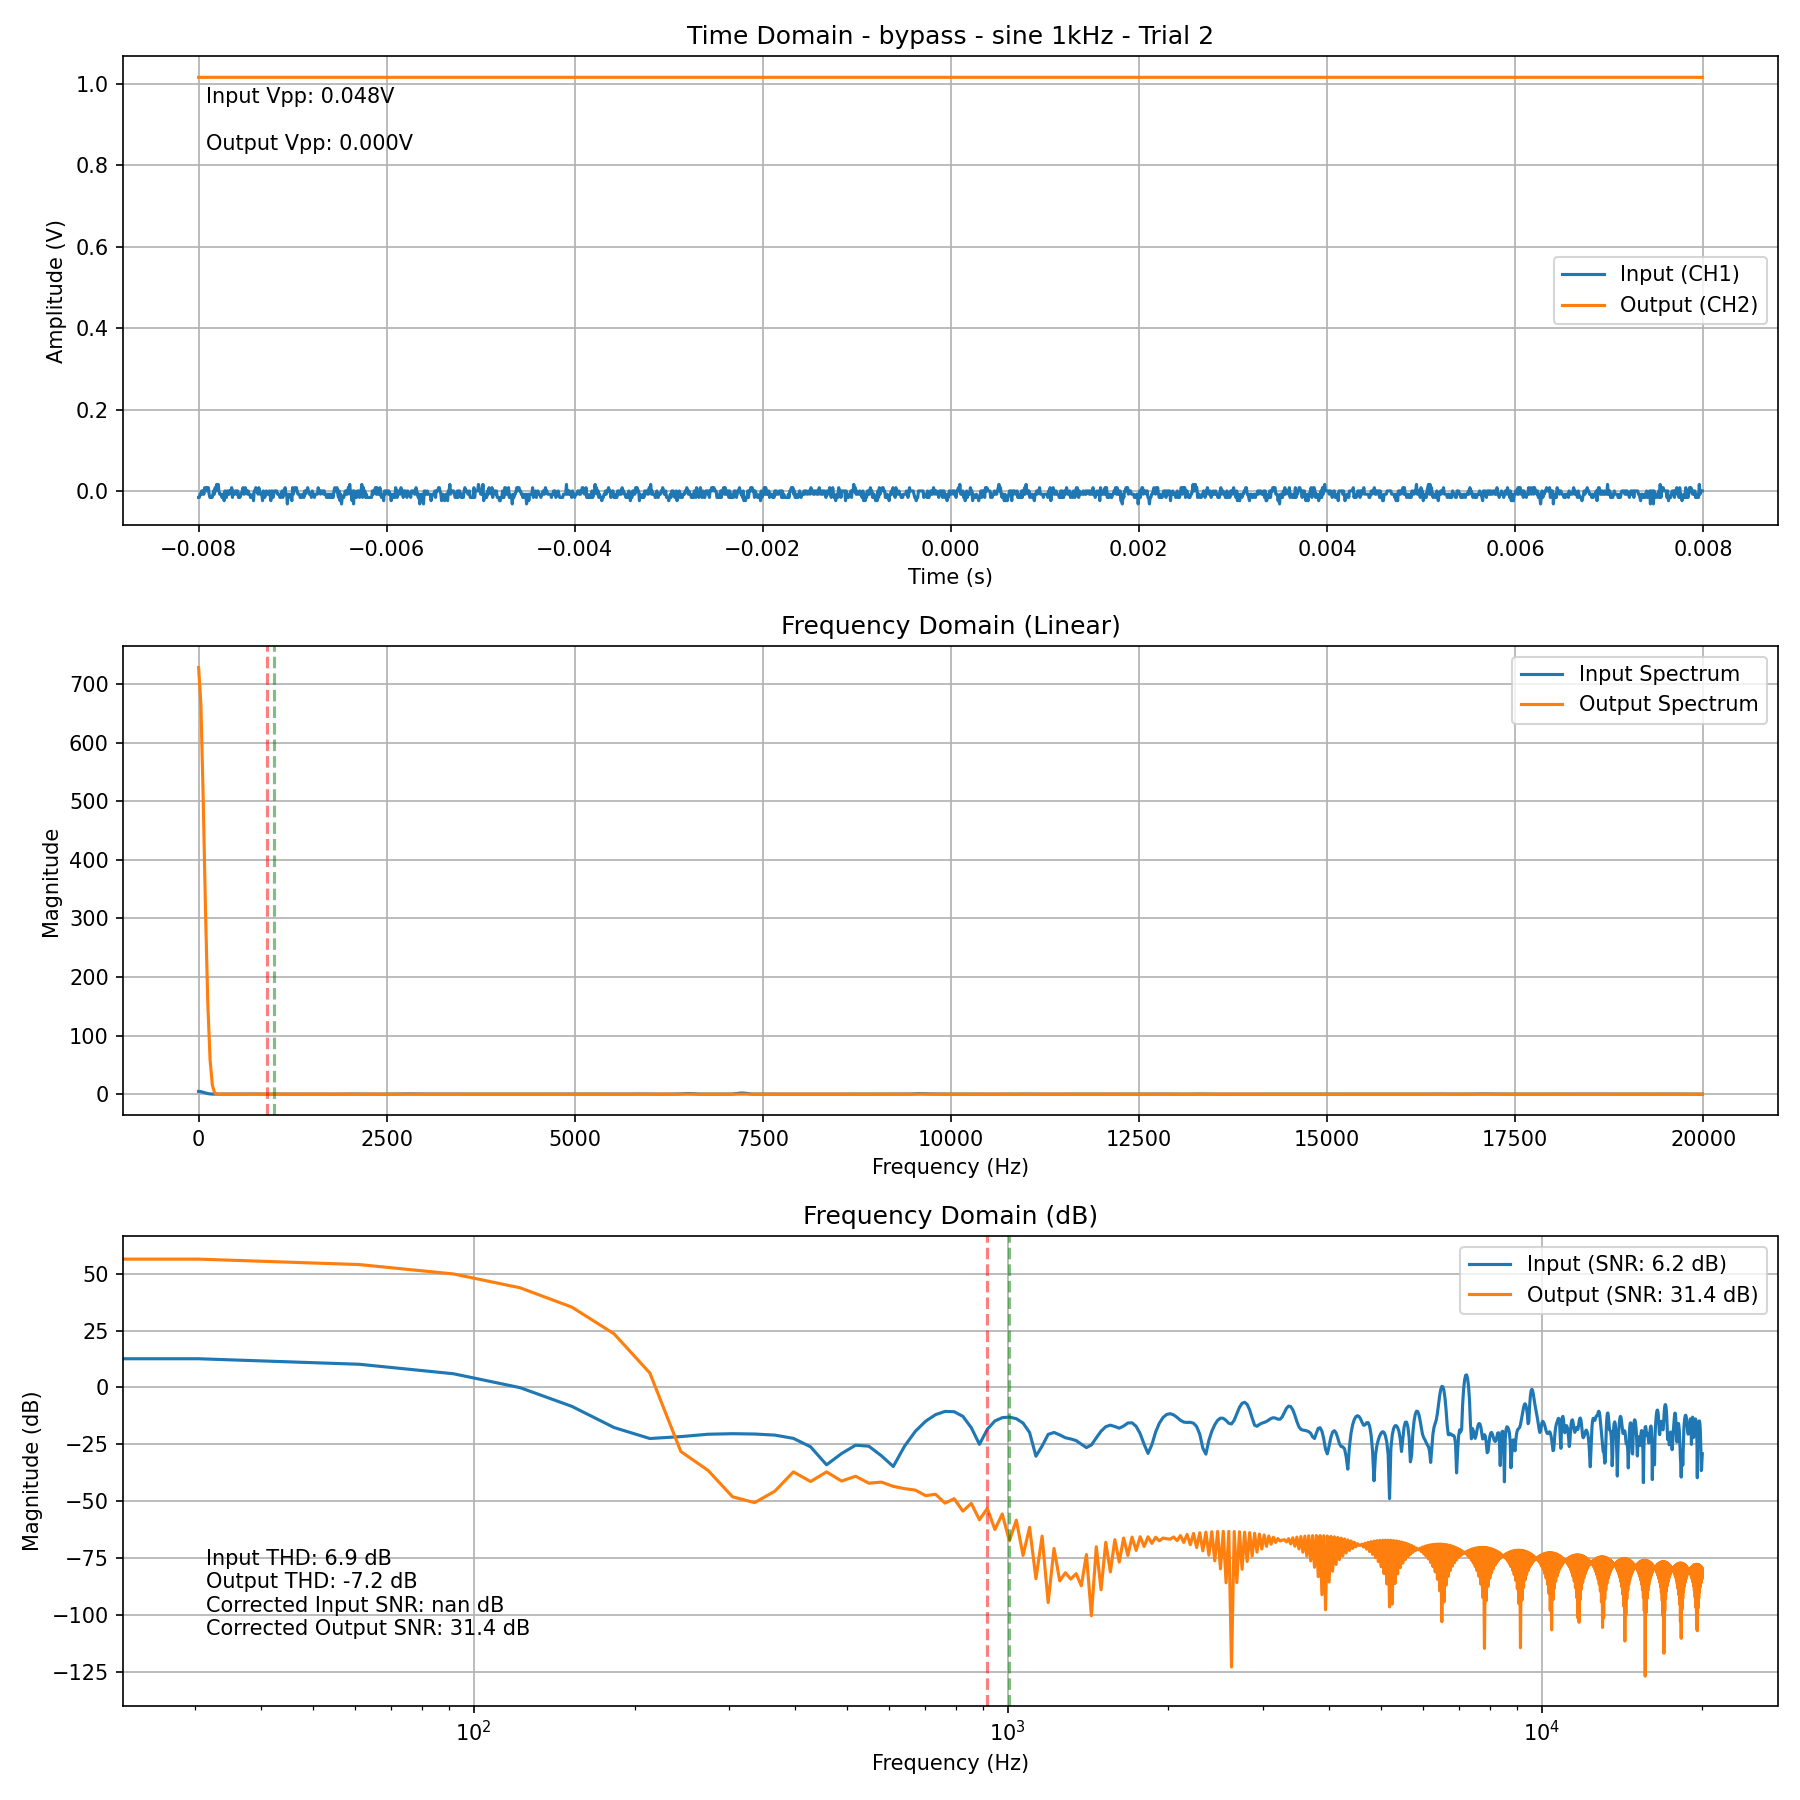 Time Domain - bypass - sine 1kHz - Trial 2
Amplitude (V)
1.0
0.8
0.6
0.4
0.2
0.0
Input Vpp: 0.048V
Output Vpp: 0.000V
Input (CH1)
Output (CH2)
−0.008 −0.006 −0.004 −0.002 0.000 0.002 0.004 0.006 0.008
Time (s)
Frequency Domain (Linear)
Magnitude
700
600
500
400
300
200
100
0
Input Spectrum
Output Spectrum
0 2500 5000 7500 10000 12500 15000 17500 20000
Frequency (Hz)
Frequency Domain (dB)
Magnitude (dB)
50
25
0
−25
−50
−75
−100
−125
Input (SNR: 6.2 dB)
Output (SNR: 31.4 dB)
Input THD: 6.9 dB
Output THD: -7.2 dB
Corrected Input SNR: nan dB
Corrected Output SNR: 31.4 dB
10² 10³ 10⁴
Frequency (Hz)